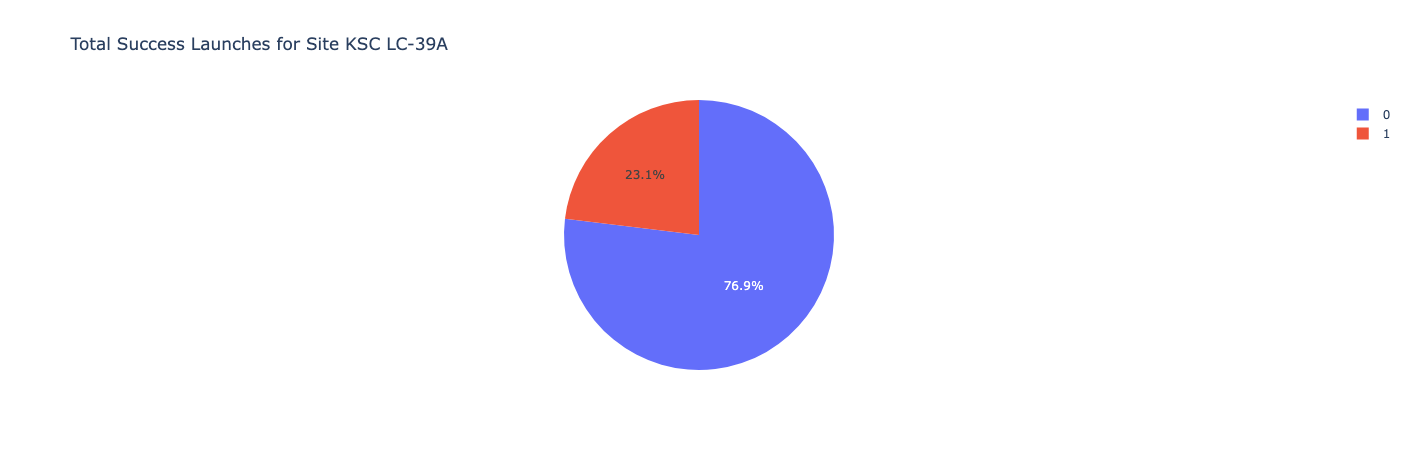 Total Success Launches for Site KSC LC-39A
0
1
23.1%
76.9%